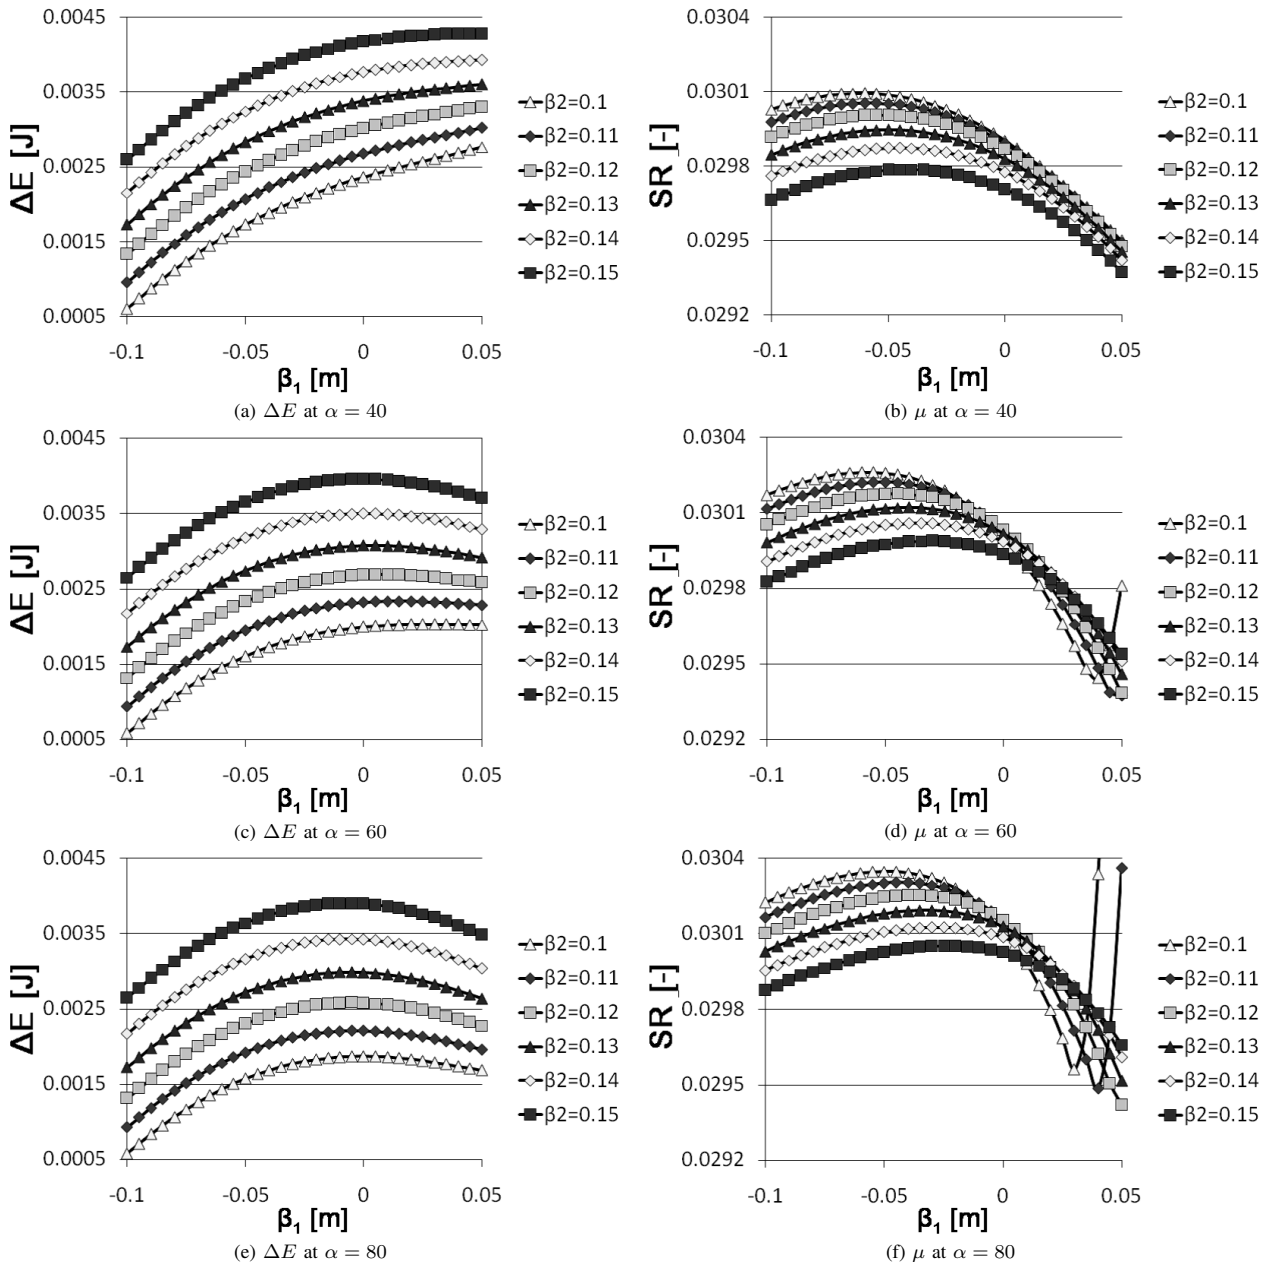 0.0045
0.0035
0.0025
0.0015
0.0005
ΔE [J]
-0.1
-0.05
0
0.05
β1 [m]
β2=0.1
β2=0.11
β2=0.12
β2=0.13
β2=0.14
β2=0.15
(a) ΔE at α = 40
0.0304
0.0301
0.0298
0.0295
0.0292
SR [-]
-0.1
-0.05
0
0.05
β1 [m]
β2=0.1
β2=0.11
β2=0.12
β2=0.13
β2=0.14
β2=0.15
(b) μ at α = 40
0.0045
0.0035
0.0025
0.0015
0.0005
ΔE [J]
-0.1
-0.05
0
0.05
β1 [m]
β2=0.1
β2=0.11
β2=0.12
β2=0.13
β2=0.14
β2=0.15
(c) ΔE at α = 60
0.0304
0.0301
0.0298
0.0295
0.0292
SR [-]
-0.1
-0.05
0
0.05
β1 [m]
β2=0.1
β2=0.11
β2=0.12
β2=0.13
β2=0.14
β2=0.15
(d) μ at α = 60
0.0045
0.0035
0.0025
0.0015
0.0005
ΔE [J]
-0.1
-0.05
0
0.05
β1 [m]
β2=0.1
β2=0.11
β2=0.12
β2=0.13
β2=0.14
β2=0.15
(e) ΔE at α = 80
0.0304
0.0301
0.0298
0.0295
0.0292
SR [-]
-0.1
-0.05
0
0.05
β1 [m]
β2=0.1
β2=0.11
β2=0.12
β2=0.13
β2=0.14
β2=0.15
(f) μ at α = 80